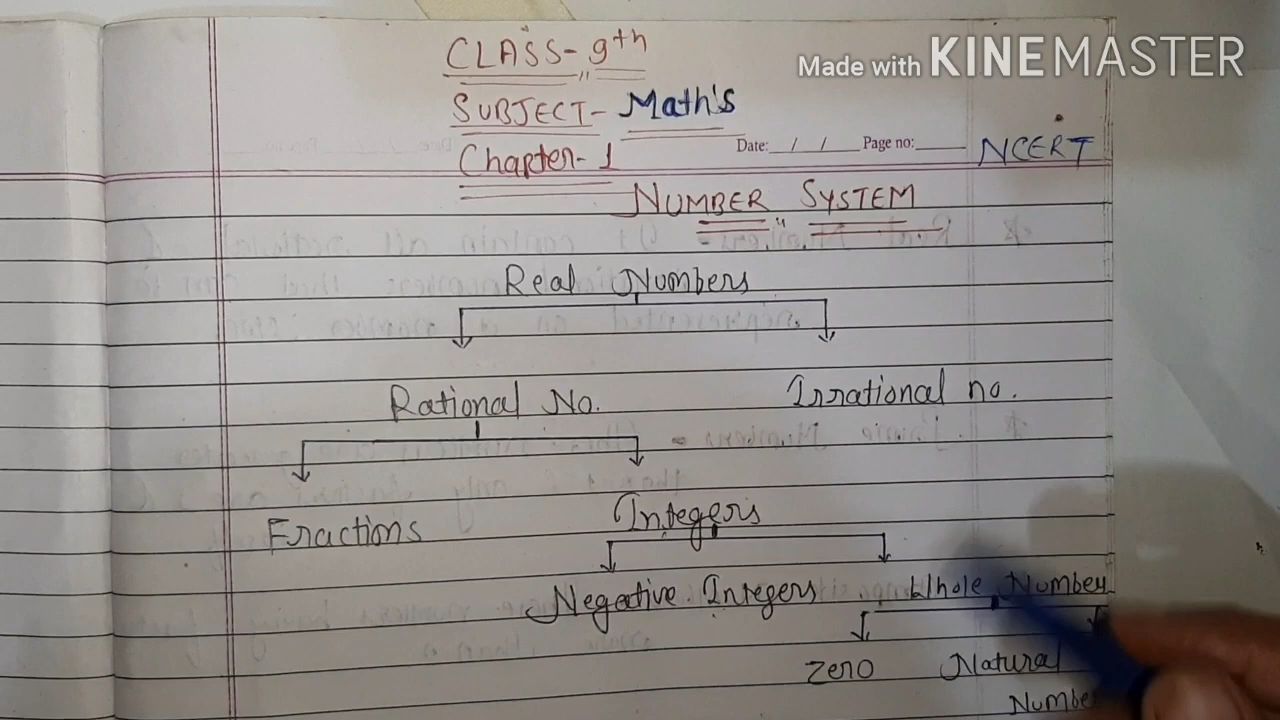 Made with KINEMASTER
CLASS- 9th
SUBJECT- Math's
Date: / / Page no:
NCERT
Chapter- 1
NUMBER SYSTEM
Real Numbers
Rational No. Irrational no.
Fractions Integers
Negative Integers Whole Number
Zero Natural
Number